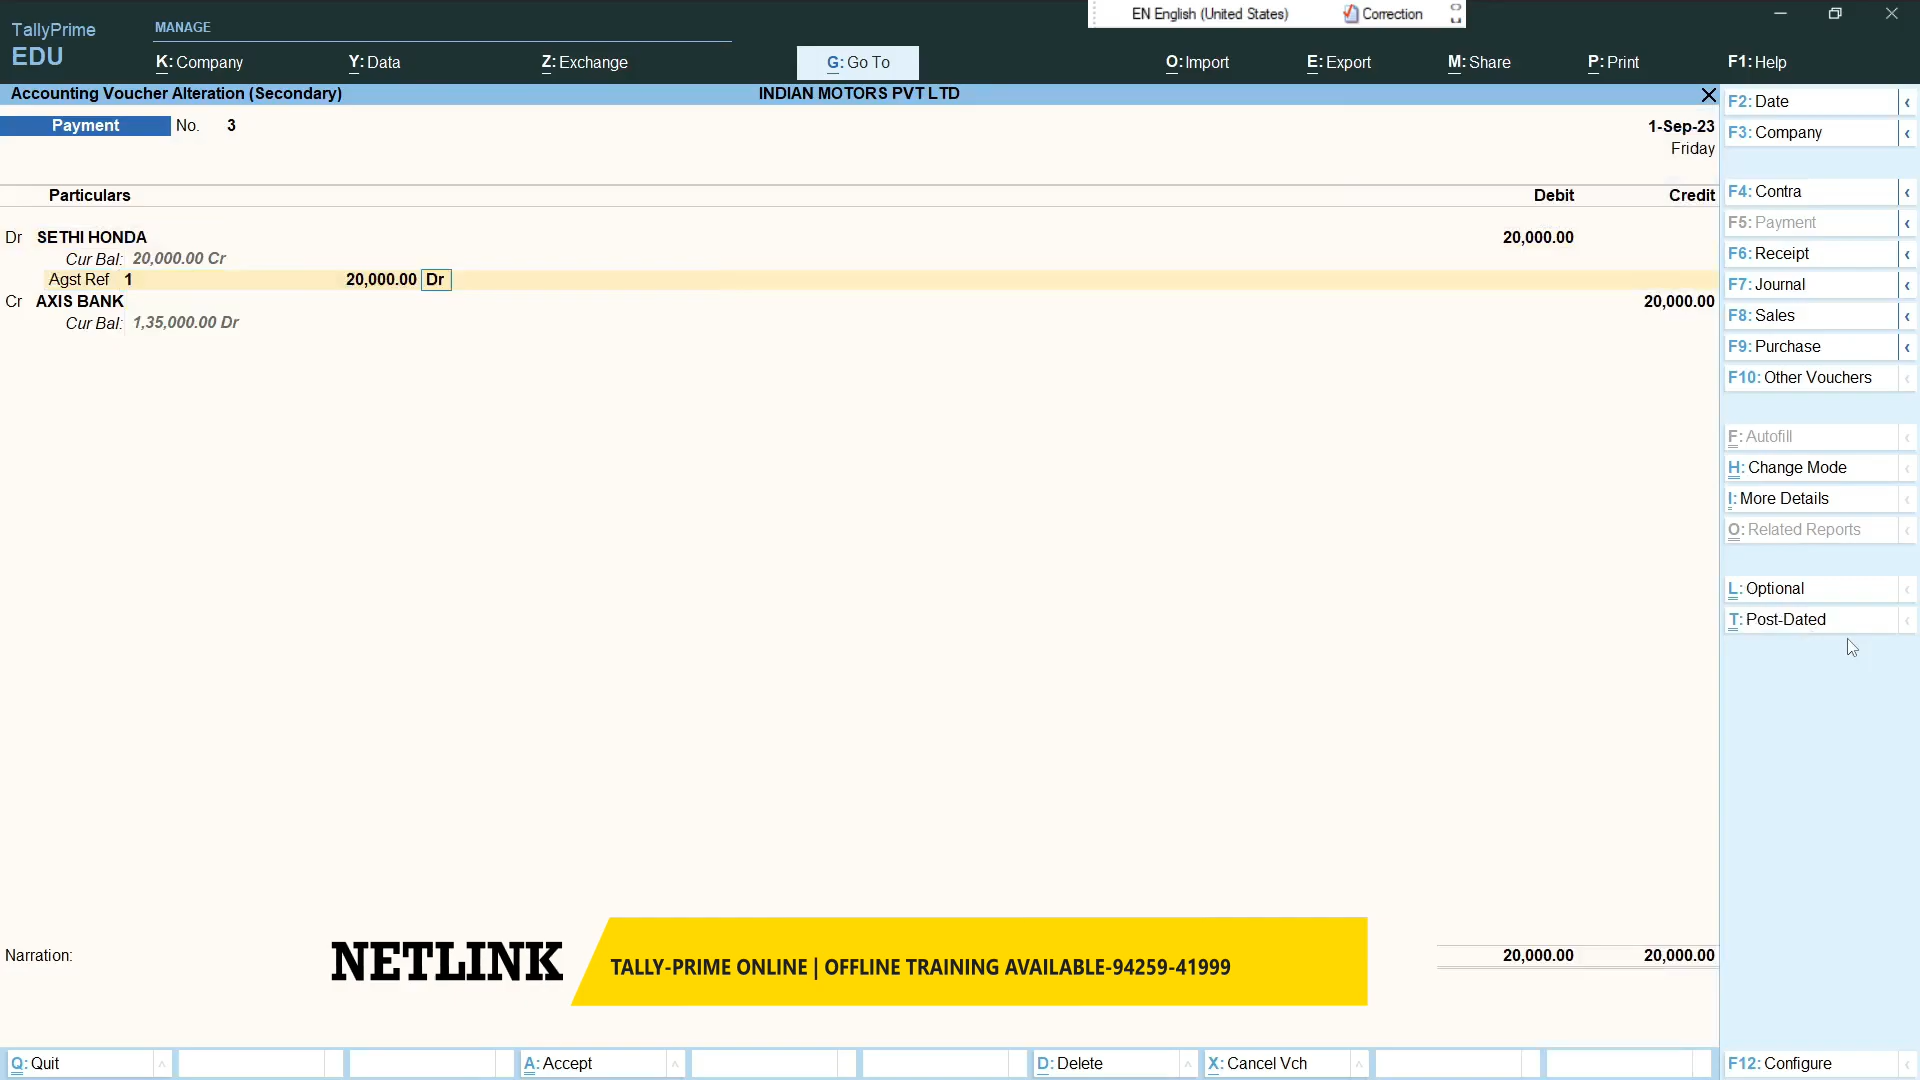 EN English (United States) Correction
TallyPrime MANAGE
EDU
K: Company Y: Data Z: Exchange G: Go To O: Import E: Export M: Share P: Print F1: Help
Accounting Voucher Alteration (Secondary) INDIAN MOTORS PVT LTD
Payment No. 3 1-Sep-23
Friday
Particulars Debit Credit
Dr SETHI HONDA 20,000.00
Cur Bal: 20,000.00 Cr
Agst Ref 1 20,000.00 Dr
Cr AXIS BANK 20,000.00
Cur Bal: 1,35,000.00 Dr
F2: Date
F3: Company
F4: Contra
F5: Payment
F6: Receipt
F7: Journal
F8: Sales
F9: Purchase
F10: Other Vouchers
F: Autofill
H: Change Mode
I: More Details
O: Related Reports
L: Optional
T: Post-Dated
Narration: 20,000.00 20,000.00
NETLINK TALLY-PRIME ONLINE | OFFLINE TRAINING AVAILABLE-94259-41999
Q: Quit A: Accept D: Delete X: Cancel Vch F12: Configure